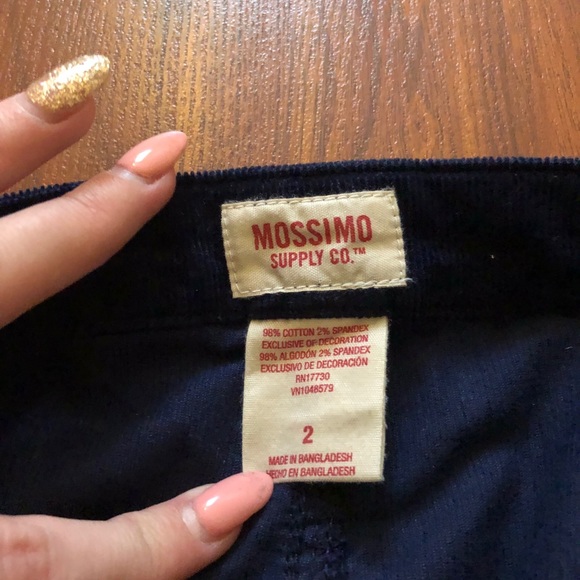 MOSSIMO
SUPPLY CO.™
98% COTTON 2% SPANDEX
EXCLUSIVE OF DECORATION
98% ALGODÓN 2% SPANDEX
EXCLUSIVO DE DECORACIÓN
RN17730
VN1948579
2
MADE IN BANGLADESH
HECHO EN BANGLADESH